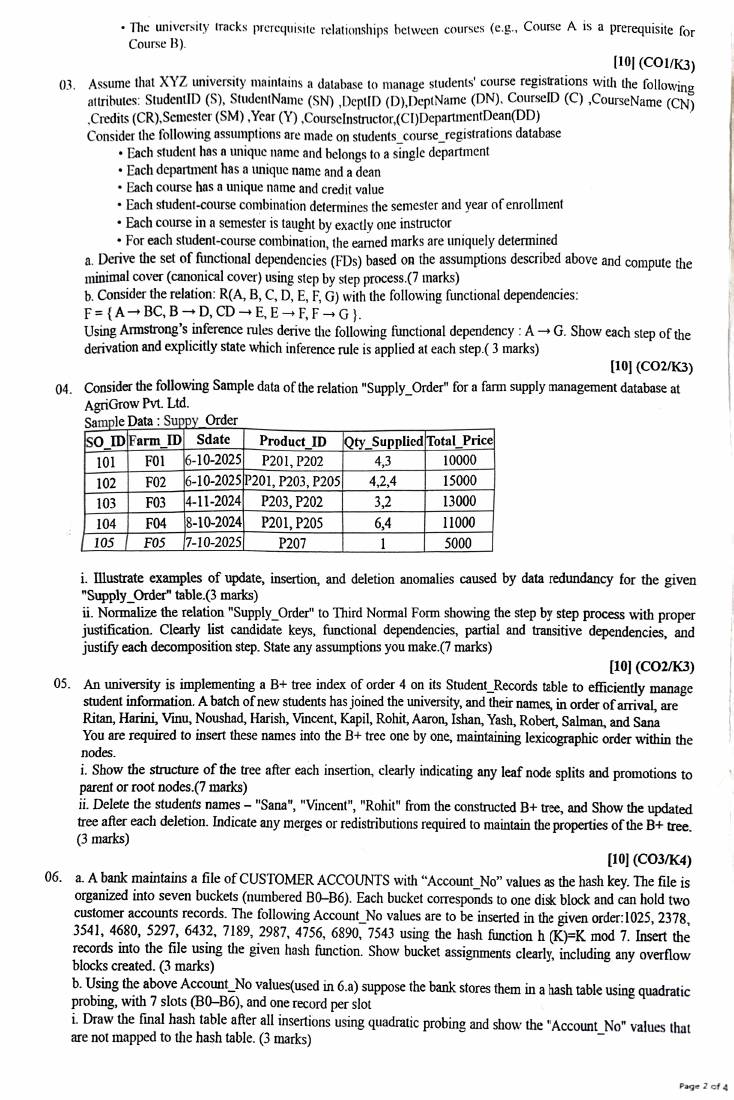 • The university tracks prerequisite relationships between courses (e.g., Course A is a prerequisite for
Course B).
[10] (CO1/K3)
03. Assume that XYZ university maintains a database to manage students' course registrations with the following
attributes: StudentID (S), StudentName (SN) ,DeptID (D),DeptName (DN), CourseID (C) ,CourseName (CN)
,Credits (CR),Semester (SM) ,Year (Y) ,CourseInstructor,(CI)DepartmentDean(DD)
Consider the following assumptions are made on students_course_registrations database
• Each student has a unique name and belongs to a single department
• Each department has a unique name and a dean
• Each course has a unique name and credit value
• Each student-course combination determines the semester and year of enrollment
• Each course in a semester is taught by exactly one instructor
• For each student-course combination, the earned marks are uniquely determined
a. Derive the set of functional dependencies (FDs) based on the assumptions described above and compute the
minimal cover (canonical cover) using step by step process.(7 marks)
b. Consider the relation: R(A, B, C, D, E, F, G) with the following functional dependencies:
F = { A → BC, B → D, CD → E, E → F, F → G }.
Using Armstrong's inference rules derive the following functional dependency : A → G. Show each step of the
derivation and explicitly state which inference rule is applied at each step.( 3 marks)
[10] (CO2/K3)
04. Consider the following Sample data of the relation "Supply_Order" for a farm supply management database at
AgriGrow Pvt. Ltd.
Sample Data : Suppy_Order
SO_ID Farm_ID Sdate Product_ID Qty_Supplied Total_Price
101 F01 6-10-2025 P201, P202 4,3 10000
102 F02 6-10-2025 P201, P203, P205 4,2,4 15000
103 F03 4-11-2024 P203, P202 3,2 13000
104 F04 8-10-2024 P201, P205 6,4 11000
105 F05 7-10-2025 P207 1 5000
i. Illustrate examples of update, insertion, and deletion anomalies caused by data redundancy for the given
"Supply_Order" table.(3 marks)
ii. Normalize the relation "Supply_Order" to Third Normal Form showing the step by step process with proper
justification. Clearly list candidate keys, functional dependencies, partial and transitive dependencies, and
justify each decomposition step. State any assumptions you make.(7 marks)
[10] (CO2/K3)
05. An university is implementing a B+ tree index of order 4 on its Student_Records table to efficiently manage
student information. A batch of new students has joined the university, and their names, in order of arrival, are
Ritan, Harini, Vinu, Noushad, Harish, Vincent, Kapil, Rohit, Aaron, Ishan, Yash, Robert, Salman, and Sana
You are required to insert these names into the B+ tree one by one, maintaining lexicographic order within the
nodes.
i. Show the structure of the tree after each insertion, clearly indicating any leaf node splits and promotions to
parent or root nodes.(7 marks)
ii. Delete the students names – "Sana", "Vincent", "Rohit" from the constructed B+ tree, and Show the updated
tree after each deletion. Indicate any merges or redistributions required to maintain the properties of the B+ tree.
(3 marks)
[10] (CO3/K4)
06. a. A bank maintains a file of CUSTOMER ACCOUNTS with “Account_No” values as the hash key. The file is
organized into seven buckets (numbered B0–B6). Each bucket corresponds to one disk block and can hold two
customer accounts records. The following Account_No values are to be inserted in the given order:1025, 2378,
3541, 4680, 5297, 6432, 7189, 2987, 4756, 6890, 7543 using the hash function h (K)=K mod 7. Insert the
records into the file using the given hash function. Show bucket assignments clearly, including any overflow
blocks created. (3 marks)
b. Using the above Account_No values(used in 6.a) suppose the bank stores them in a hash table using quadratic
probing, with 7 slots (B0–B6), and one record per slot
i. Draw the final hash table after all insertions using quadratic probing and show the "Account_No" values that
are not mapped to the hash table. (3 marks)
Page 2 of 4